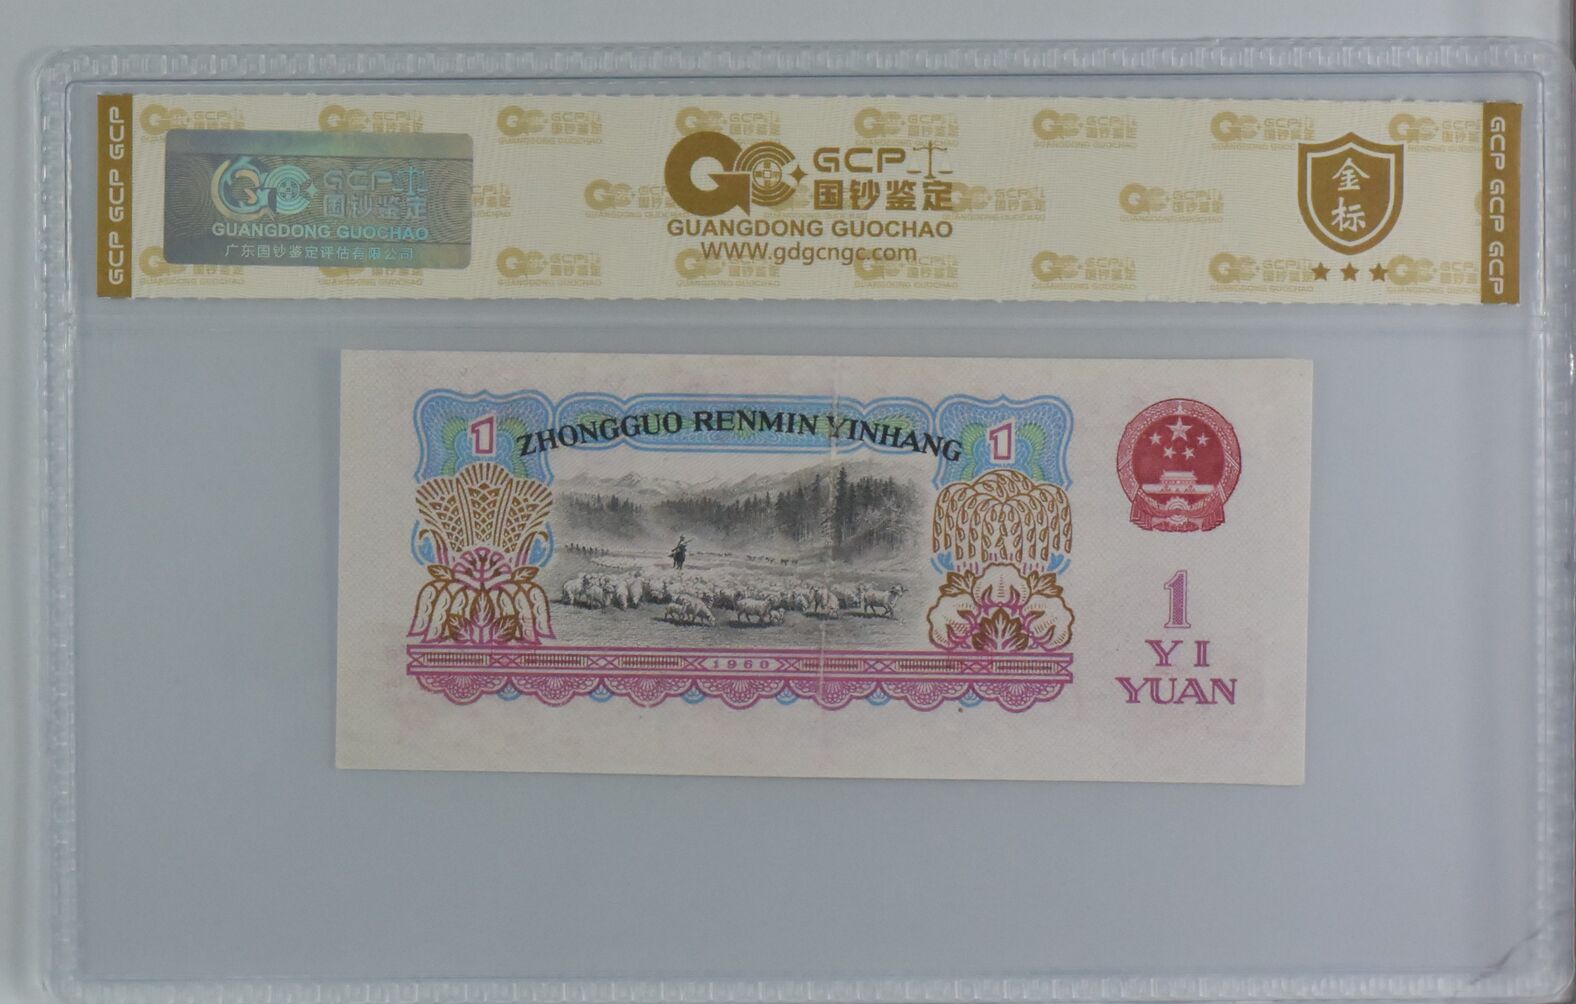 GCP GCP GCP
GCP 国钞鉴定
GUANGDONG GUOCHAO
广东国钞鉴定评估有限公司
GC GCP
国钞鉴定
GUANGDONG GUOCHAO
WWW.gdgcngc.com
金标
GCP GCP GCP
ZHONGGUO RENMIN YINHANG
1
1
1960
1
YI
YUAN